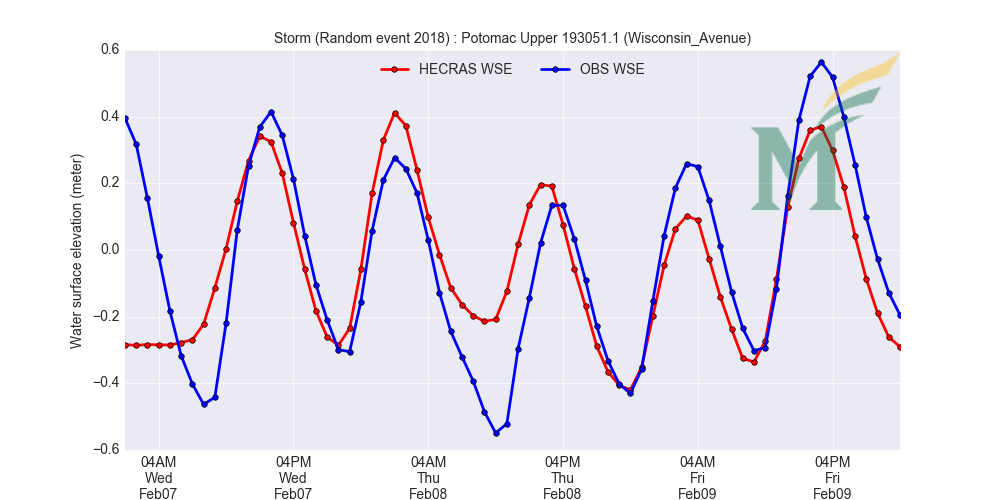 Storm (Random event 2018) : Potomac Upper 193051.1 (Wisconsin_Avenue)
HECRAS WSE
OBS WSE
Water surface elevation (meter)
0.6
0.4
0.2
0.0
−0.2
−0.4
−0.6
04AM
Wed
Feb07
04PM
Wed
Feb07
04AM
Thu
Feb08
04PM
Thu
Feb08
04AM
Fri
Feb09
04PM
Fri
Feb09
M